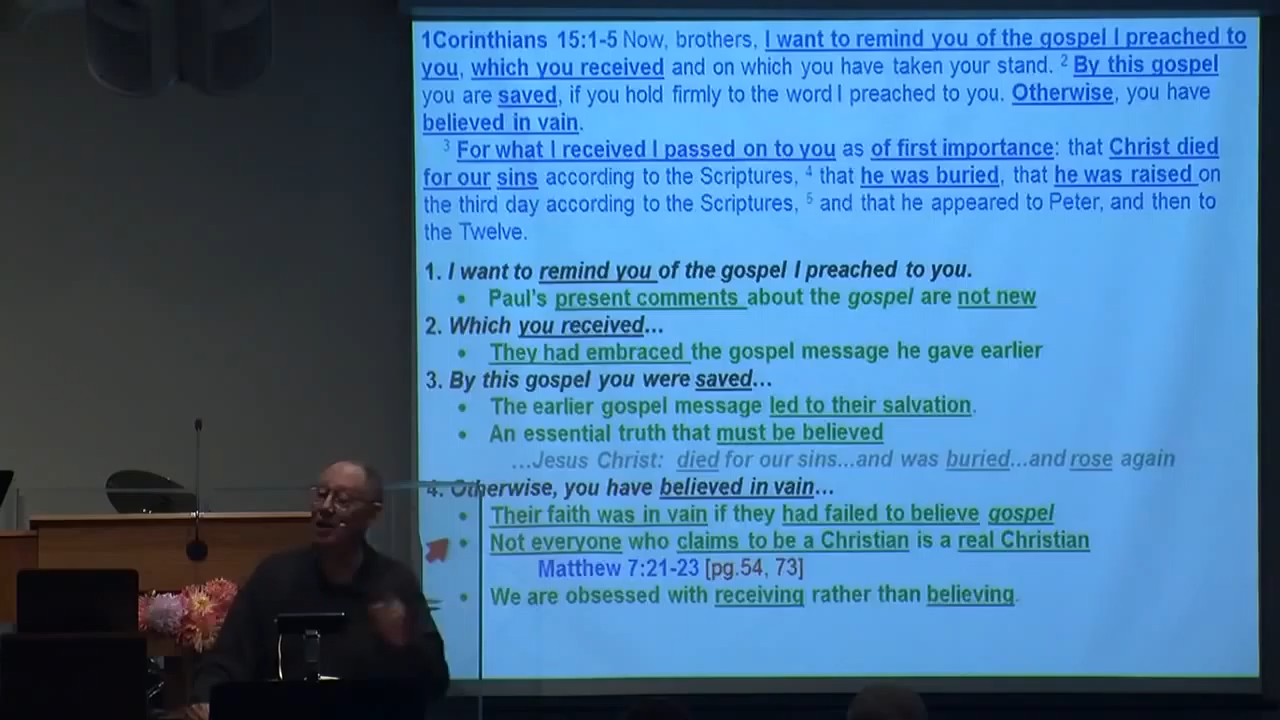 1Corinthians 15:1-5 Now, brothers, I want to remind you of the gospel I preached to
you, which you received and on which you have taken your stand. 2 By this gospel
you are saved, if you hold firmly to the word I preached to you. Otherwise, you have
believed in vain.
3 For what I received I passed on to you as of first importance: that Christ died
for our sins according to the Scriptures, 4 that he was buried, that he was raised on
the third day according to the Scriptures, 5 and that he appeared to Peter, and then to
the Twelve.
1. I want to remind you of the gospel I preached to you.
• Paul's present comments about the gospel are not new
2. Which you received...
• They had embraced the gospel message he gave earlier
3. By this gospel you were saved...
• The earlier gospel message led to their salvation.
• An essential truth that must be believed
...Jesus Christ: died for our sins...and was buried...and rose again
4. Otherwise, you have believed in vain...
• Their faith was in vain if they had failed to believe gospel
• Not everyone who claims to be a Christian is a real Christian
Matthew 7:21-23 [pg.54, 73]
• We are obsessed with receiving rather than believing.